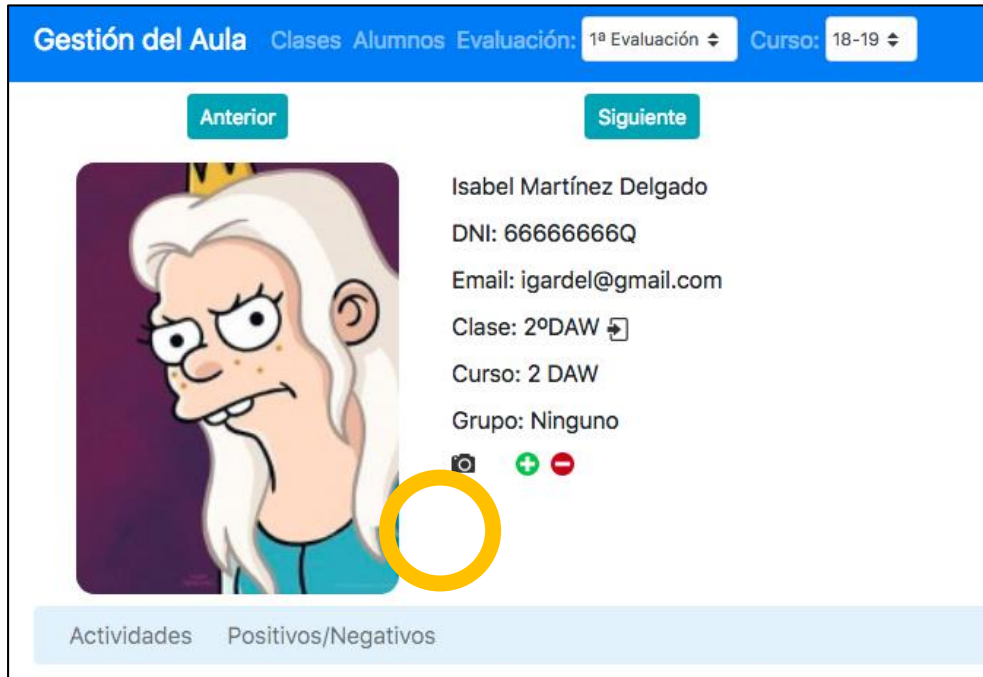 Gestión del Aula Clases Alumnos Evaluación: 1ª Evaluación Curso: 18-19
Anterior Siguiente
Isabel Martínez Delgado
DNI: 66666666Q
Email: igardel@gmail.com
Clase: 2ºDAW
Curso: 2 DAW
Grupo: Ninguno
Actividades Positivos/Negativos